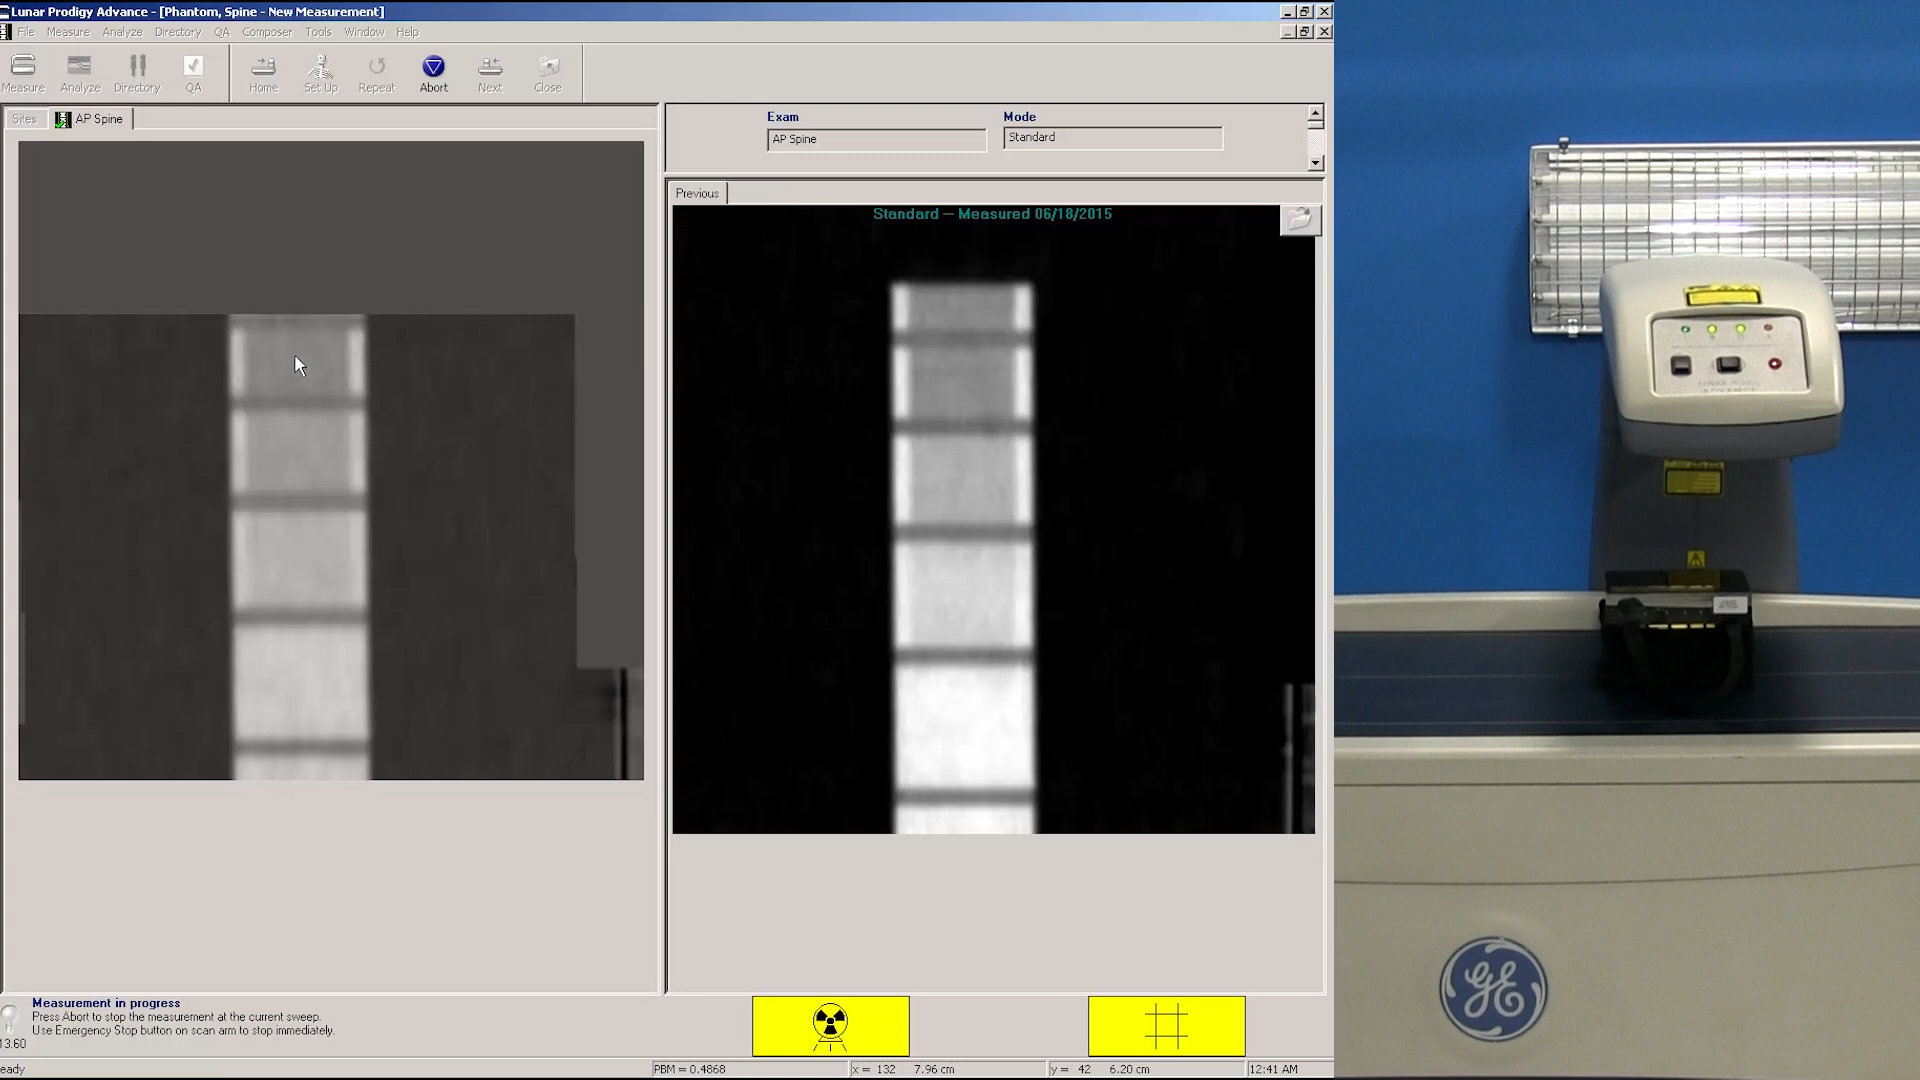 Lunar Prodigy Advance - [Phantom, Spine - New Measurement]
File Measure Analyze Directory QA Composer Tools Window Help
Measure Analyze Directory QA Home Set Up Repeat Abort Next Close
Sites AP Spine
Exam Mode
AP Spine Standard
Previous
Standard — Measured 06/18/2015
Measurement in progress
Press Abort to stop the measurement at the current sweep.
Use Emergency Stop button on scan arm to stop immediately.
13.60
eady
PBM = 0.4868 x = 132 7.96 cm y = 42 6.20 cm 12:41 AM
GE